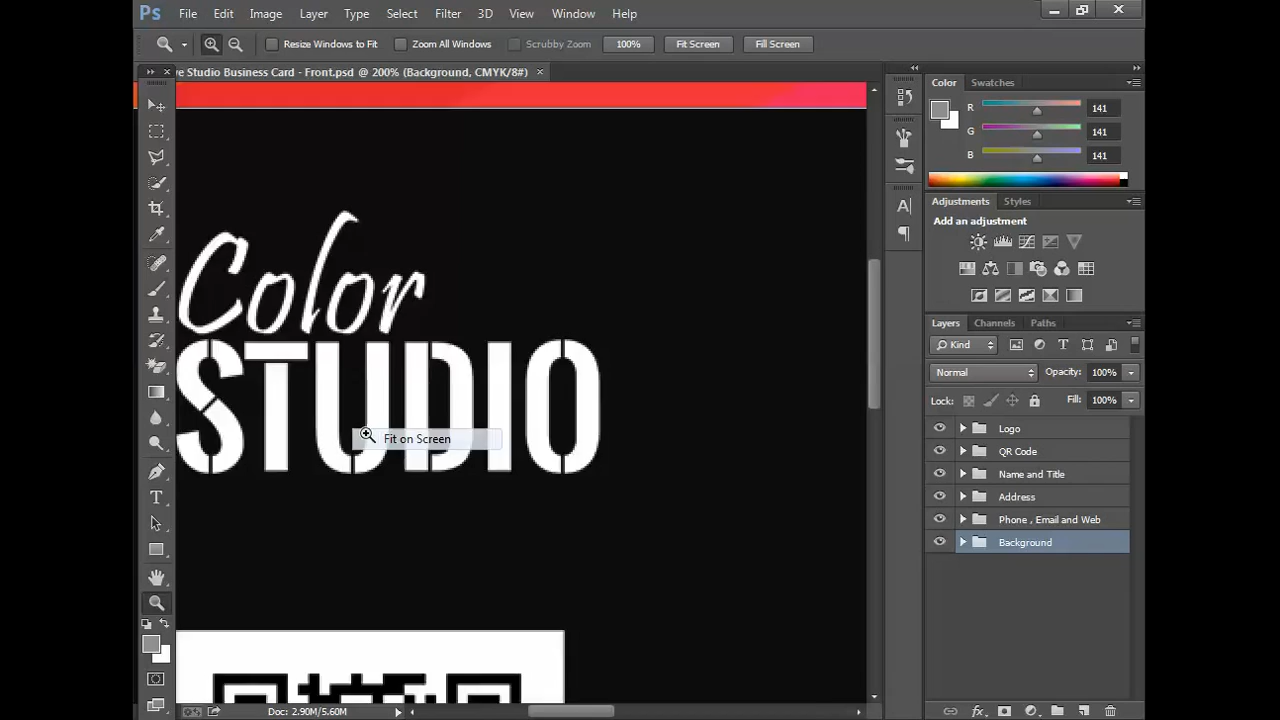 Ps File Edit Image Layer Type Select Filter 3D View Window Help
Resize Windows to Fit Zoom All Windows Scrubby Zoom 100% Fit Screen Fill Screen
ve Studio Business Card - Front.psd @ 200% (Background, CMYK/8#)
Color Swatches
R 141
G 141
B 141
Adjustments Styles
Add an adjustment
Color
STUDIO
Fit on Screen
Layers Channels Paths
Kind
Normal Opacity: 100%
Lock: Fill: 100%
Logo
QR Code
Name and Title
Address
Phone , Email and Web
Background
Doc: 2.90M/5.60M